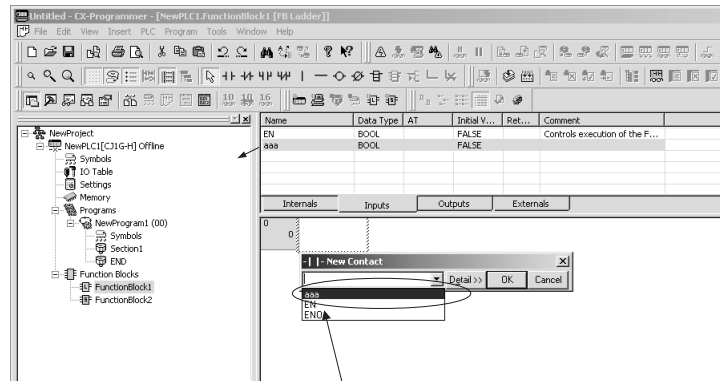 Untitled - CX-Programmer - [NewPLC1.FunctionBlock1 [FB Ladder]]
File Edit View Insert PLC Program Tools Window Help
10 10 16
Name Data Type AT Initial V... Ret... Comment
EN BOOL FALSE Controls execution of the F...
aaa BOOL FALSE
Internals Inputs Outputs Externals
NewProject
NewPLC1[CJ1G-H] Offline
Symbols
IO Table
Settings
Memory
Programs
NewProgram1 (00)
Symbols
Section1
END
Function Blocks
FunctionBlock1
FunctionBlock2
0
0
-| |- New Contact
Detail >> OK Cancel
aaa
EN
ENO